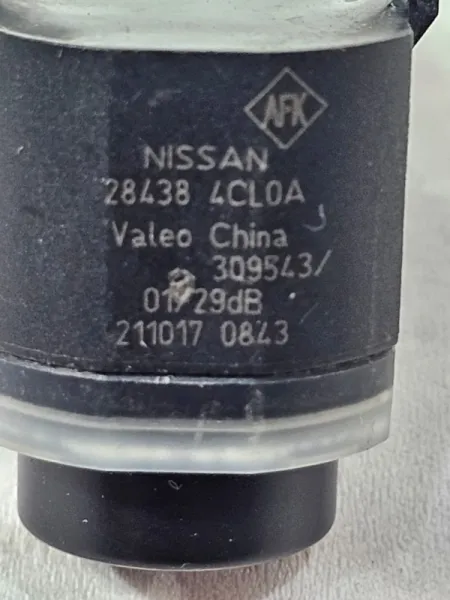 AFK
NISSAN
28438 4CL0A
Valeo China
309543/
01/29dB
211017 0843